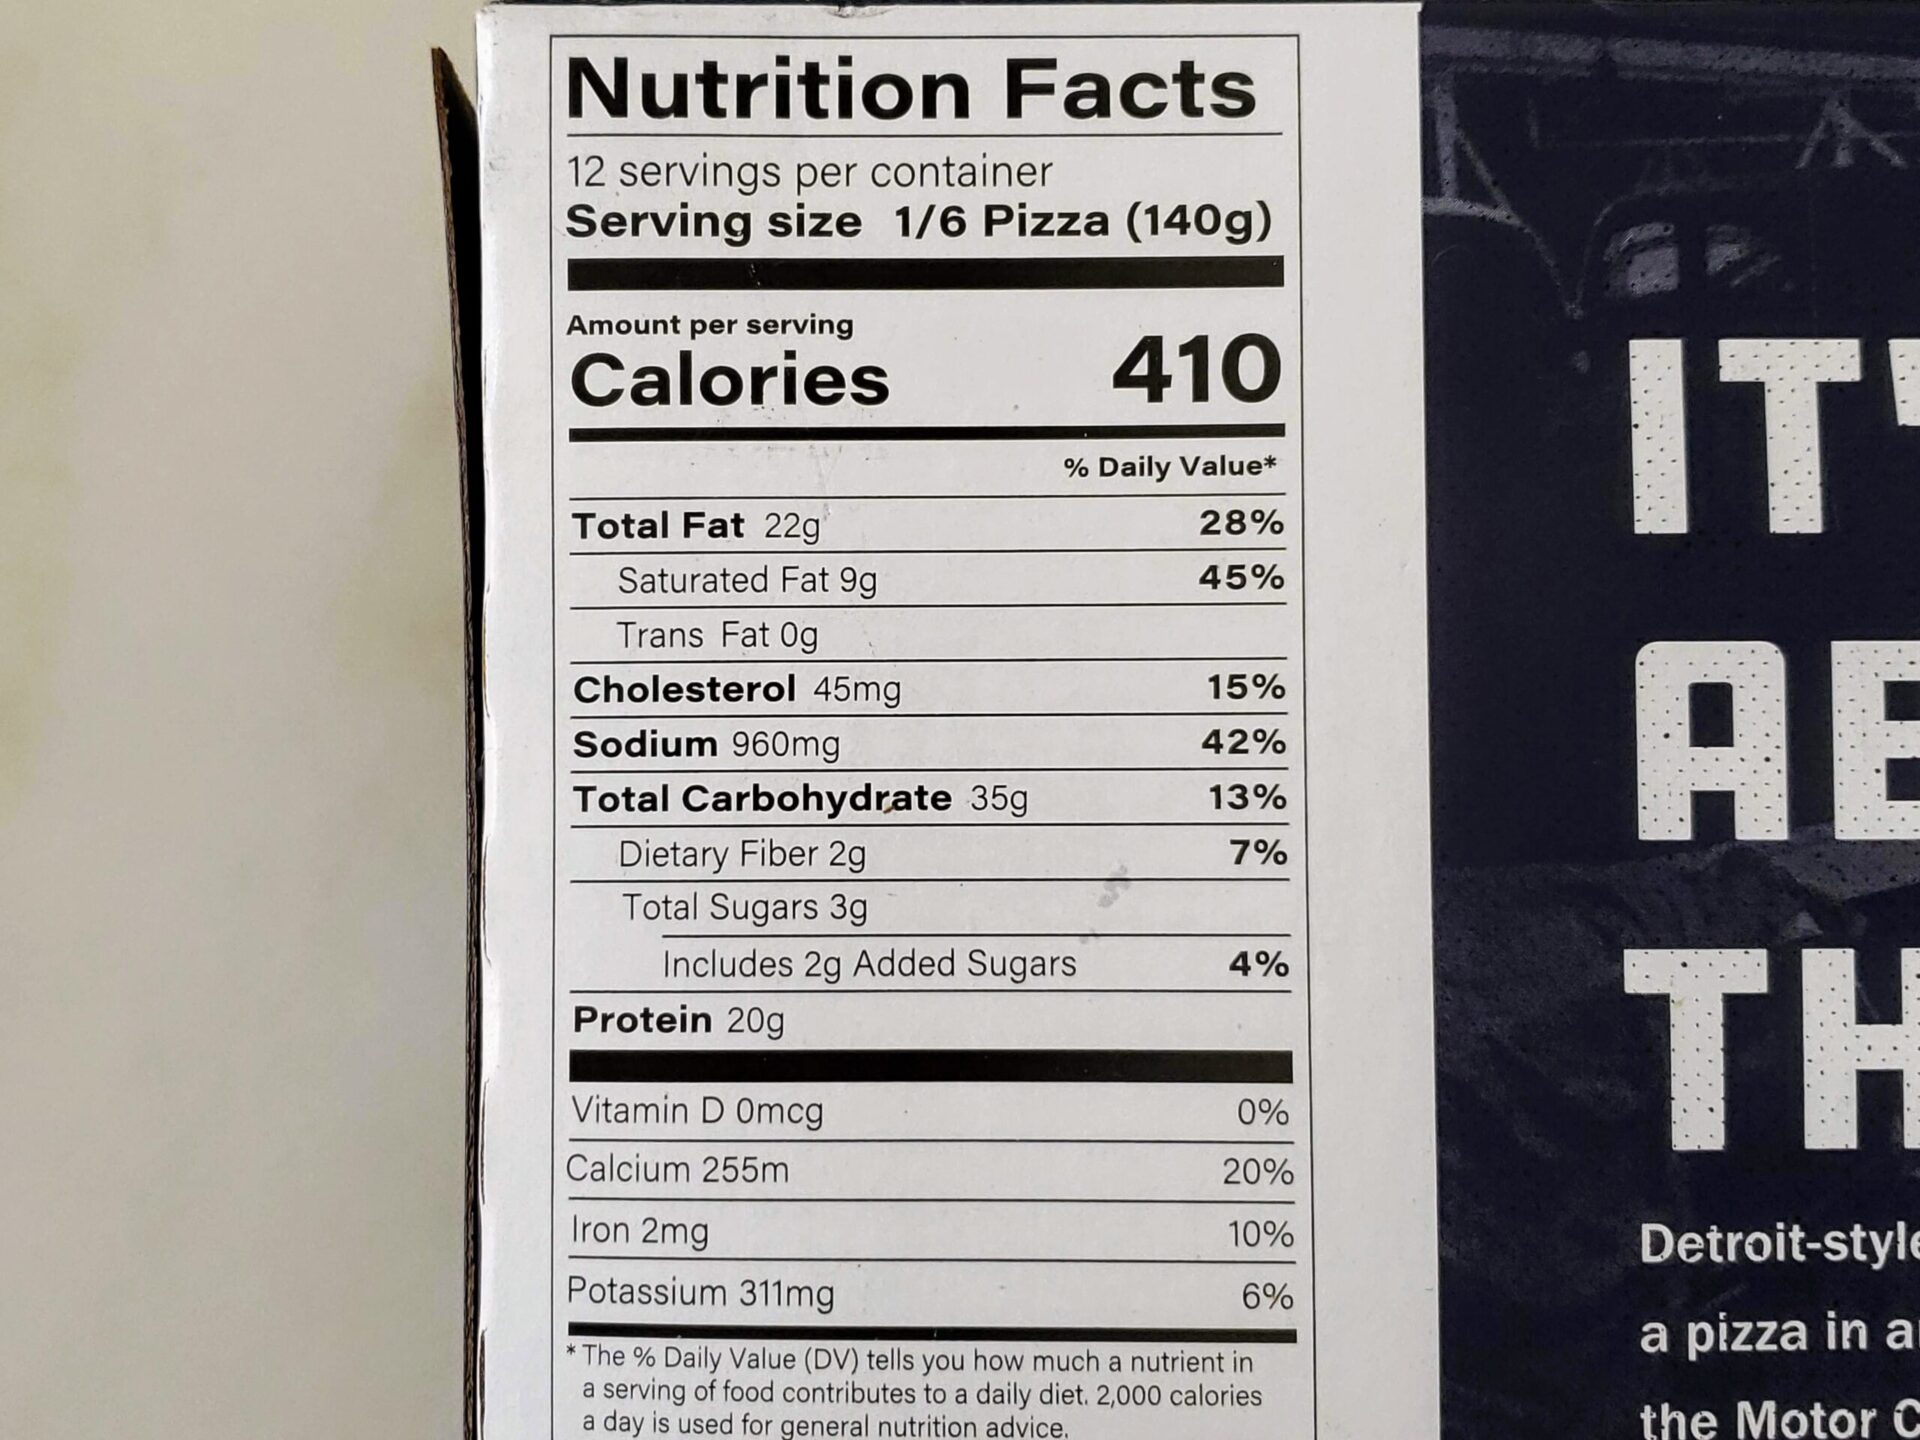 Nutrition Facts
12 servings per container
Serving size 1/6 Pizza (140g)
Amount per serving
Calories 410
% Daily Value*
Total Fat 22g 28%
Saturated Fat 9g 45%
Trans Fat 0g
Cholesterol 45mg 15%
Sodium 960mg 42%
Total Carbohydrate 35g 13%
Dietary Fiber 2g 7%
Total Sugars 3g
Includes 2g Added Sugars 4%
Protein 20g
Vitamin D 0mcg 0%
Calcium 255m 20%
Iron 2mg 10%
Potassium 311mg 6%
* The % Daily Value (DV) tells you how much a nutrient in
a serving of food contributes to a daily diet. 2,000 calories
a day is used for general nutrition advice.
IT'
AB
TH
Detroit-style
a pizza in a
the Motor C